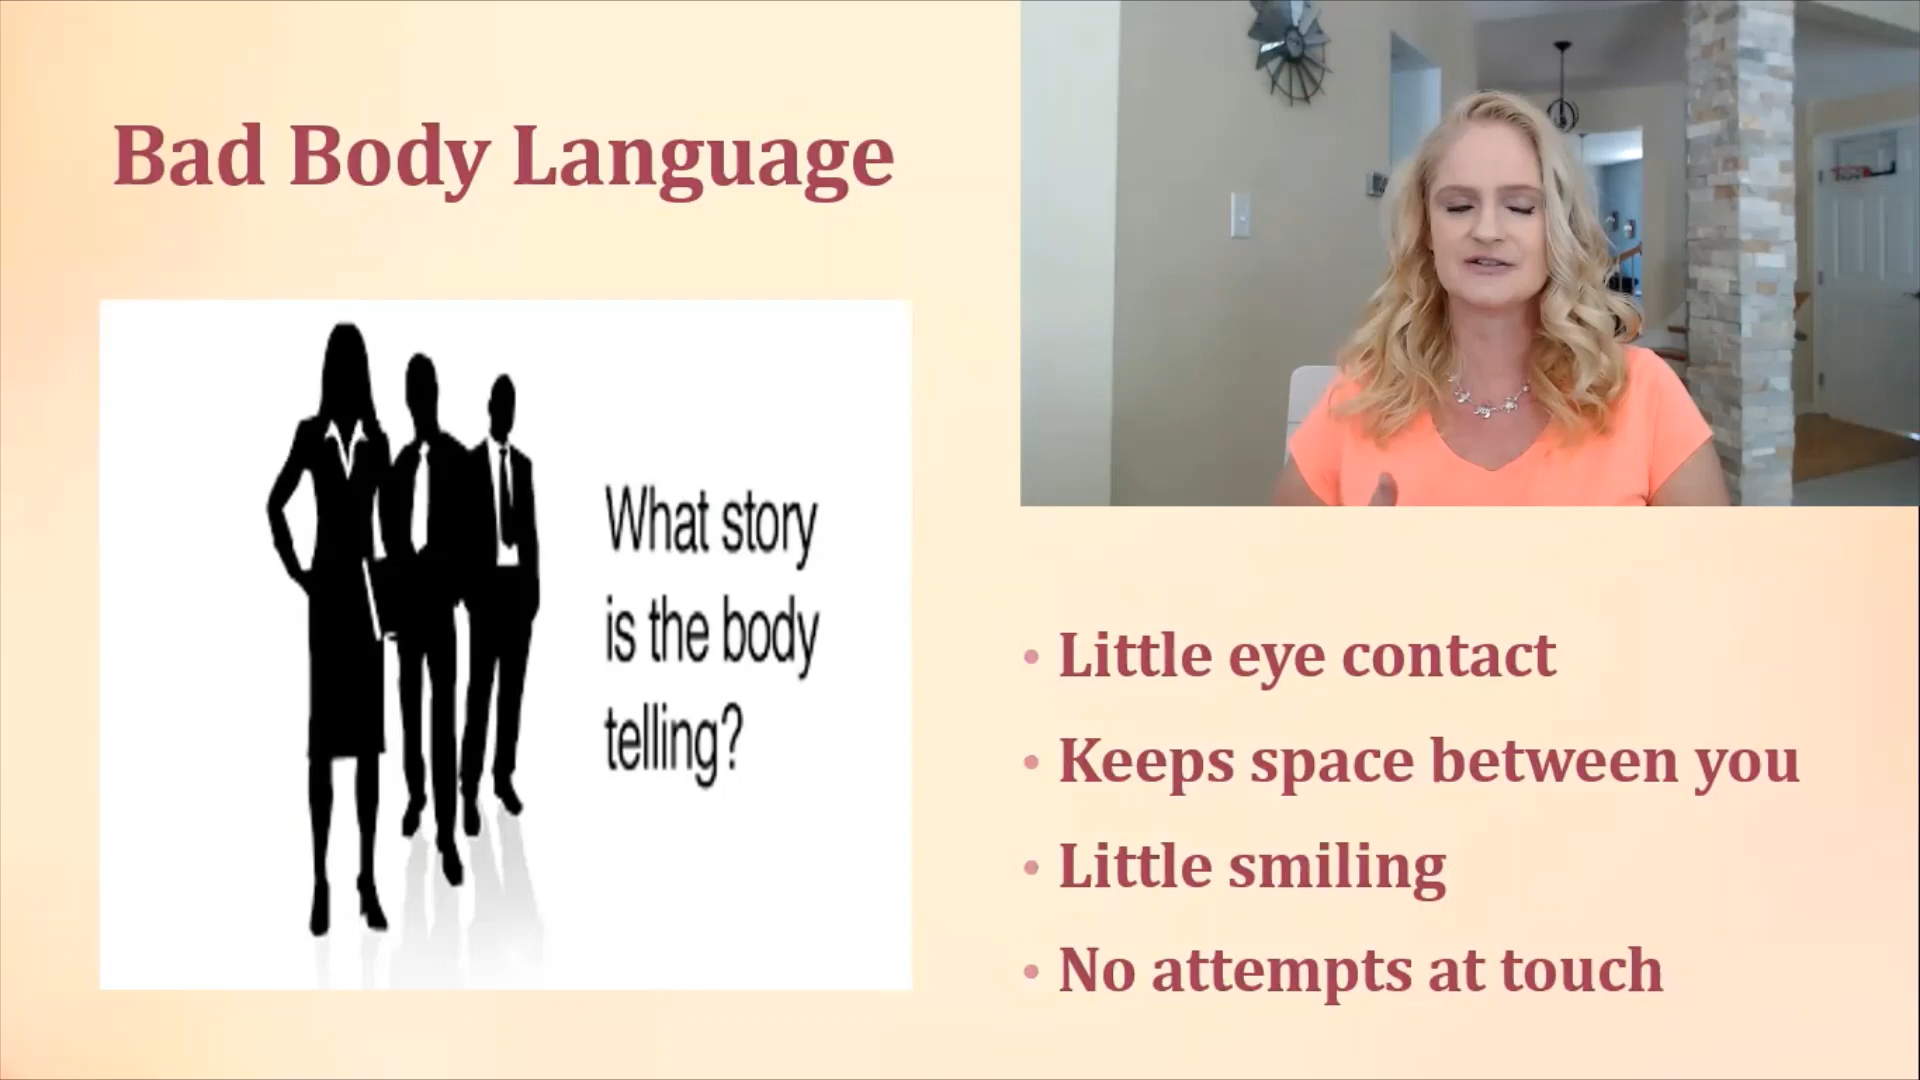 Bad Body Language
What story
is the body
telling?
• Little eye contact
• Keeps space between you
• Little smiling
• No attempts at touch